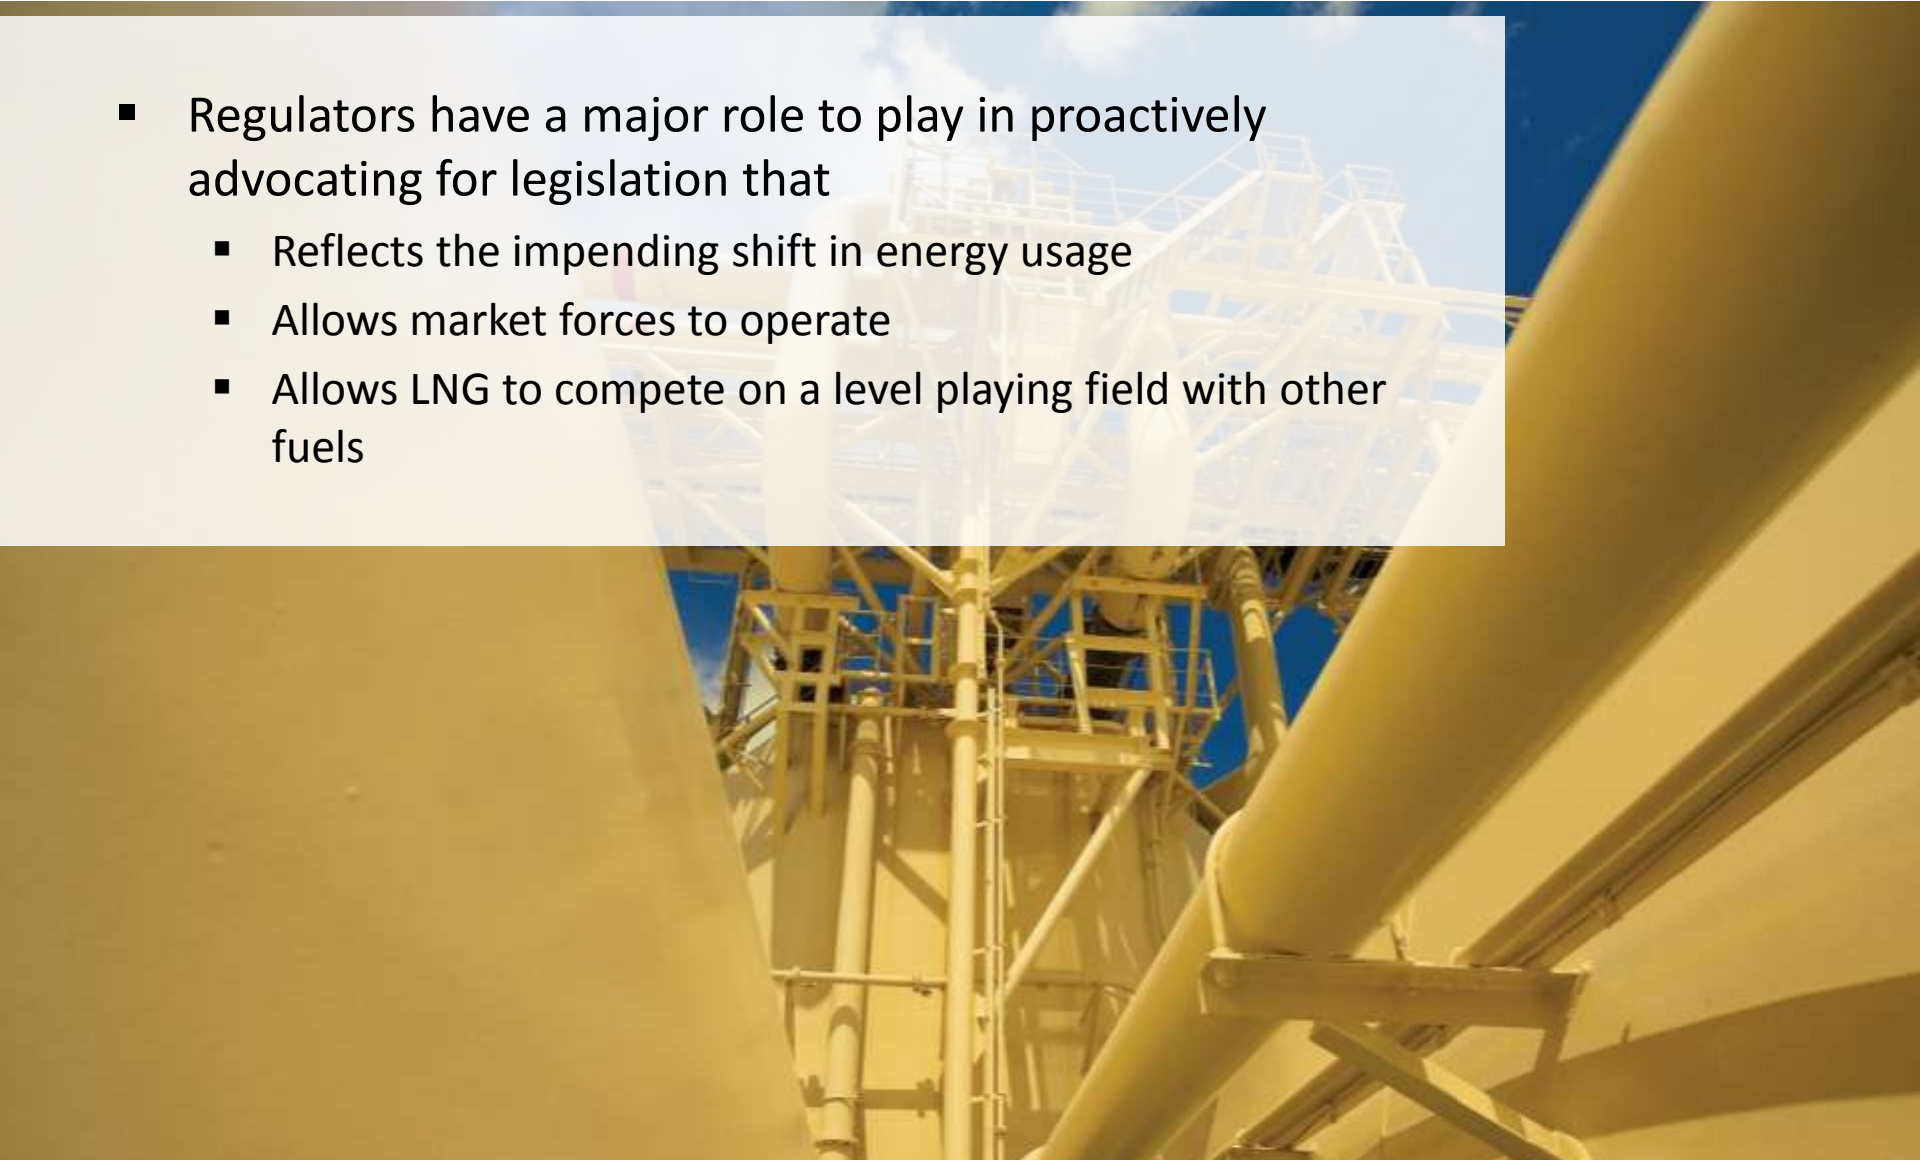 ▪ Regulators have a major role to play in proactively
advocating for legislation that
▪ Reflects the impending shift in energy usage
▪ Allows market forces to operate
▪ Allows LNG to compete on a level playing field with other
fuels